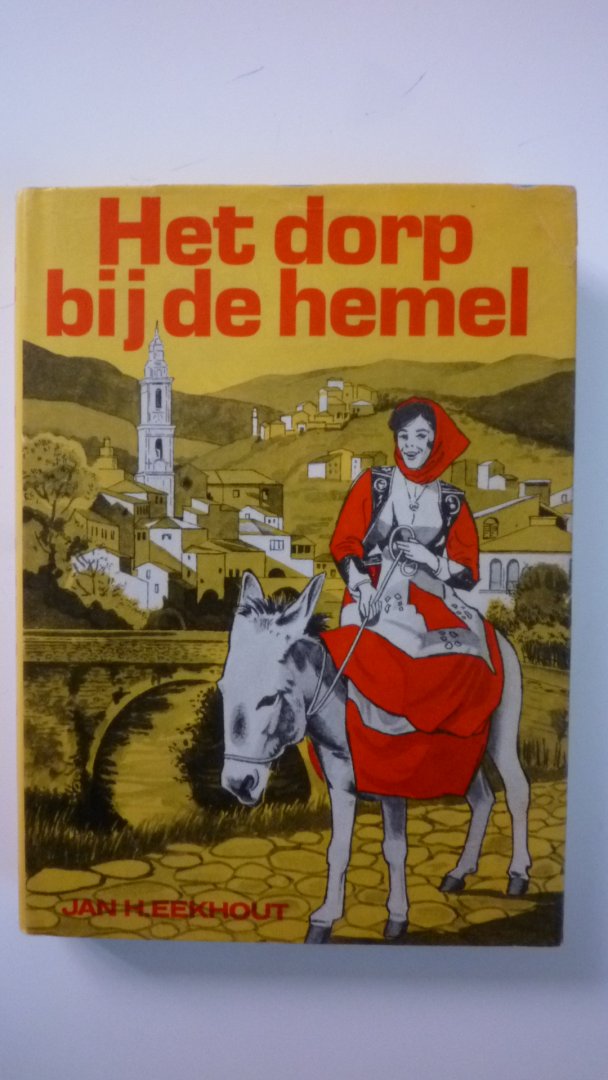 Het dorp
bij de hemel
JAN H. EEKHOUT